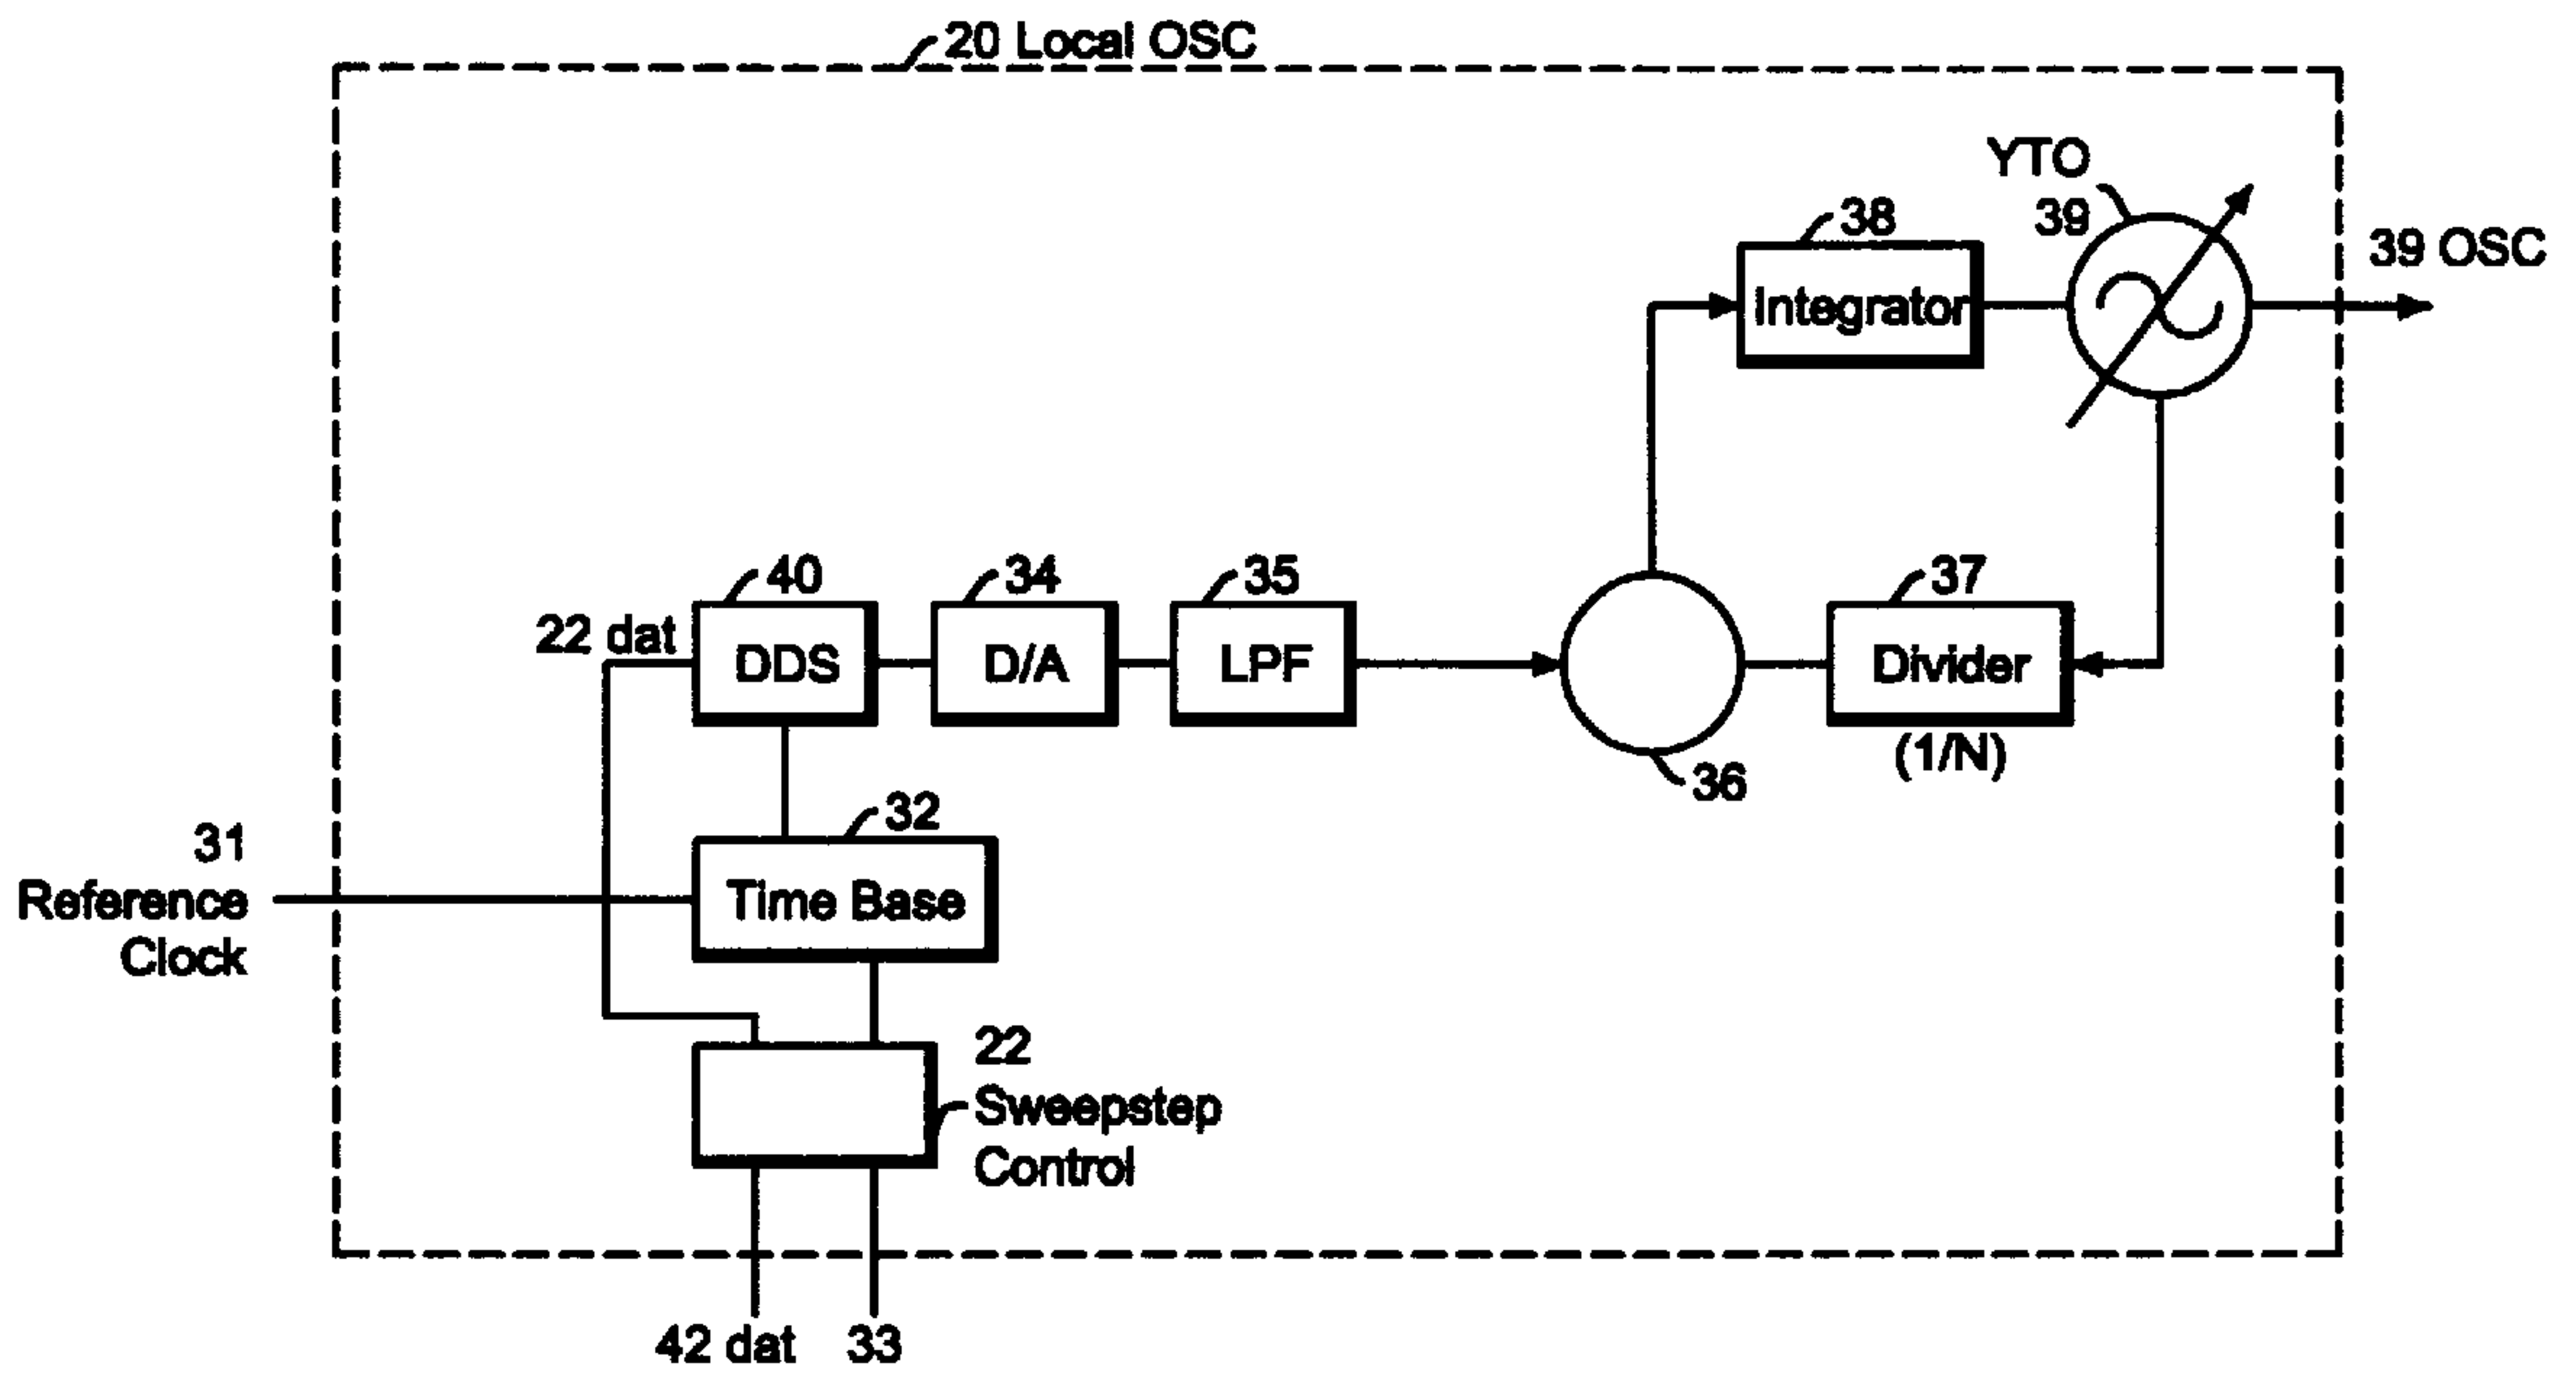 20 Local OSC
YTO
39
38
39 OSC
Integrator
40
34
35
37
22 dat
DDS
D/A
LPF
Divider
(1/N)
36
32
31
Reference
Clock
Time Base
22
Sweepstep
Control
42 dat
33